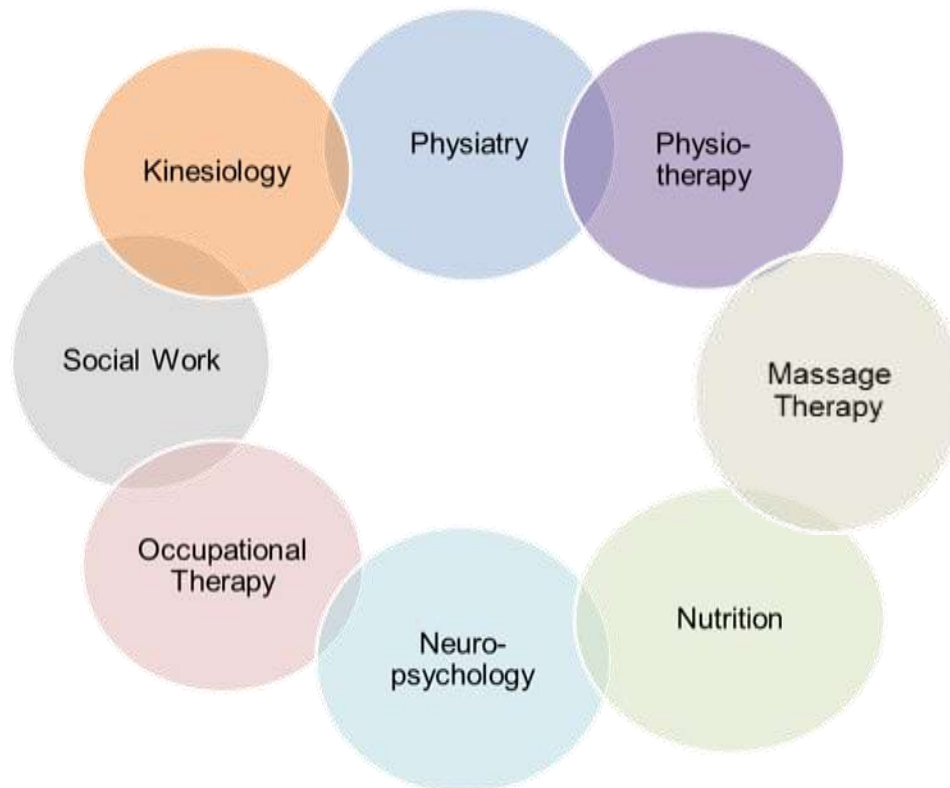 Physiatry
Physio-
therapy
Massage
Therapy
Nutrition
Neuro-
psychology
Occupational
Therapy
Social Work
Kinesiology